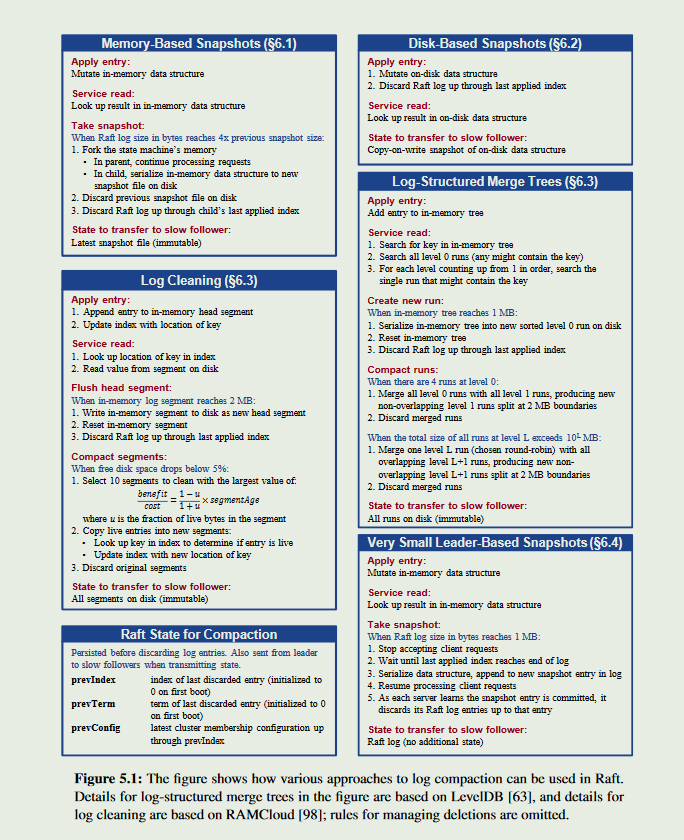 Memory-Based Snapshots (§6.1)
Apply entry:
Mutate in-memory data structure
Service read:
Look up result in in-memory data structure
Take snapshot:
When Raft log size in bytes reaches 4x previous snapshot size:
1. Fork the state machine's memory
• In parent, continue processing requests
• In child, serialize in-memory data structure to new
snapshot file on disk
2. Discard previous snapshot file on disk
3. Discard Raft log up through child's last applied index
State to transfer to slow follower:
Latest snapshot file (immutable)
Log Cleaning (§6.3)
Apply entry:
1. Append entry to in-memory head segment
2. Update index with location of key
Service read:
1. Look up location of key in index
2. Read value from segment on disk
Flush head segment:
When in-memory log segment reaches 2 MB:
1. Write in-memory segment to disk as new head segment
2. Reset in-memory segment
3. Discard Raft log up through last applied index
Compact segments:
When free disk space drops below 5%:
1. Select 10 segments to clean with the largest value of:
benefit/cost = (1 − u)/(1 + u) × segmentAge
where u is the fraction of live bytes in the segment
2. Copy live entries into new segments:
• Look up key in index to determine if entry is live
• Update index with new location of key
3. Discard original segments
State to transfer to slow follower:
All segments on disk (immutable)
Raft State for Compaction
Persisted before discarding log entries. Also sent from leader
to slow followers when transmitting state.
prevIndex index of last discarded entry (initialized to
0 on first boot)
prevTerm term of last discarded entry (initialized to 0
on first boot)
prevConfig latest cluster membership configuration up
through prevIndex
Disk-Based Snapshots (§6.2)
Apply entry:
1. Mutate on-disk data structure
2. Discard Raft log up through last applied index
Service read:
Look up result in on-disk data structure
State to transfer to slow follower:
Copy-on-write snapshot of on-disk data structure
Log-Structured Merge Trees (§6.3)
Apply entry:
Add entry to in-memory tree
Service read:
1. Search for key in in-memory tree
2. Search all level 0 runs (any might contain the key)
3. For each level counting up from 1 in order, search the
single run that might contain the key
Create new run:
When in-memory tree reaches 1 MB:
1. Serialize in-memory tree into new sorted level 0 run on disk
2. Reset in-memory tree
3. Discard Raft log up through last applied index
Compact runs:
When there are 4 runs at level 0:
1. Merge all level 0 runs with all level 1 runs, producing new
non-overlapping level 1 runs split at 2 MB boundaries
2. Discard merged runs
When the total size of all runs at level L exceeds 10ᴸ MB:
1. Merge one level L run (chosen round-robin) with all
overlapping level L+1 runs, producing new non-
overlapping level L+1 runs split at 2 MB boundaries
2. Discard merged runs
State to transfer to slow follower:
All runs on disk (immutable)
Very Small Leader-Based Snapshots (§6.4)
Apply entry:
Mutate in-memory data structure
Service read:
Look up result in in-memory data structure
Take snapshot:
When Raft log size in bytes reaches 1 MB:
1. Stop accepting client requests
2. Wait until last applied index reaches end of log
3. Serialize data structure, append to new snapshot entry in log
4. Resume processing client requests
5. As each server learns the snapshot entry is committed, it
discards its Raft log entries up to that entry
State to transfer to slow follower:
Raft log (no additional state)
Figure 5.1: The figure shows how various approaches to log compaction can be used in Raft.
Details for log-structured merge trees in the figure are based on LevelDB [63], and details for
log cleaning are based on RAMCloud [98]; rules for managing deletions are omitted.